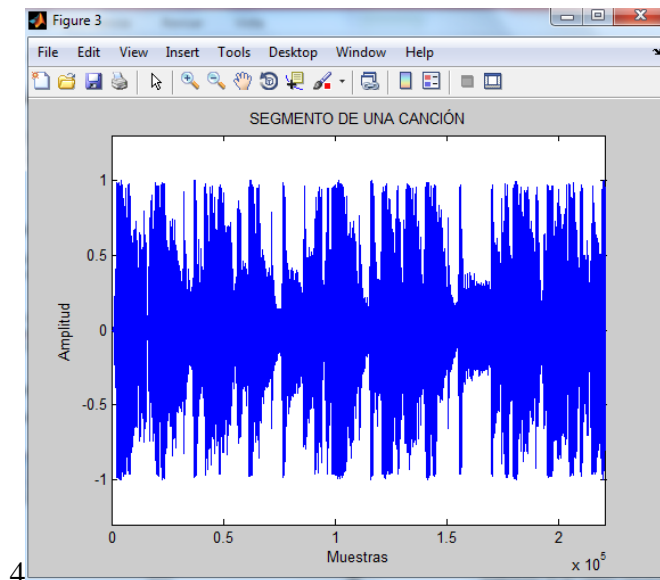 Figure 3
File Edit View Insert Tools Desktop Window Help
SEGMENTO DE UNA CANCIÓN
1
0.5
0
-0.5
-1
Amplitud
0 0.5 1 1.5 2
x 10^5
Muestras
4